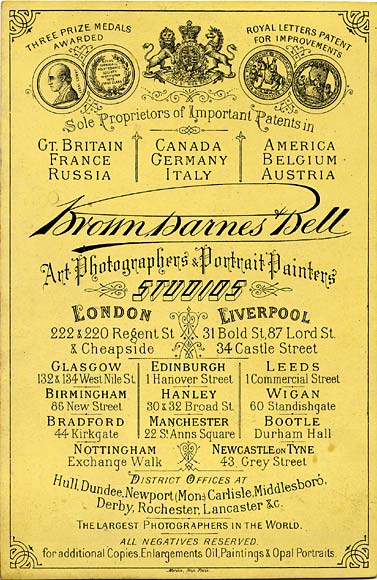 THREE PRIZE MEDALS
AWARDED
ROYAL LETTERS PATENT
FOR IMPROVEMENTS
Sole Proprietors of Important Patents in
GT. BRITAIN
FRANCE
RUSSIA
CANADA
GERMANY
ITALY
AMERICA
BELGIUM
AUSTRIA
Brown Barnes & Bell
Art Photographers & Portrait Painters
STUDIOS
LONDON
222 & 220 Regent St
& Cheapside
LIVERPOOL
31 Bold St, 87 Lord St.
34 Castle Street
GLASGOW
132 & 134 West Nile St.
EDINBURGH
1 Hanover Street
LEEDS
1 Commercial Street
BIRMINGHAM
86 New Street
HANLEY
30 & 32 Broad St.
WIGAN
60 Standishgate
BRADFORD
44 Kirkgate
MANCHESTER
22 St Anns Square
BOOTLE
Durham Hall
NOTTINGHAM
Exchange Walk
NEWCASTLE ON TYNE
43, Grey Street
DISTRICT OFFICES AT
Hull, Dundee, Newport (Mon) Carlisle, Middlesboro,
Derby, Rochester, Lancaster &c.
THE LARGEST PHOTOGRAPHERS IN THE WORLD.
ALL NEGATIVES RESERVED.
for additional Copies, Enlargements Oil, Paintings & Opal Portraits.